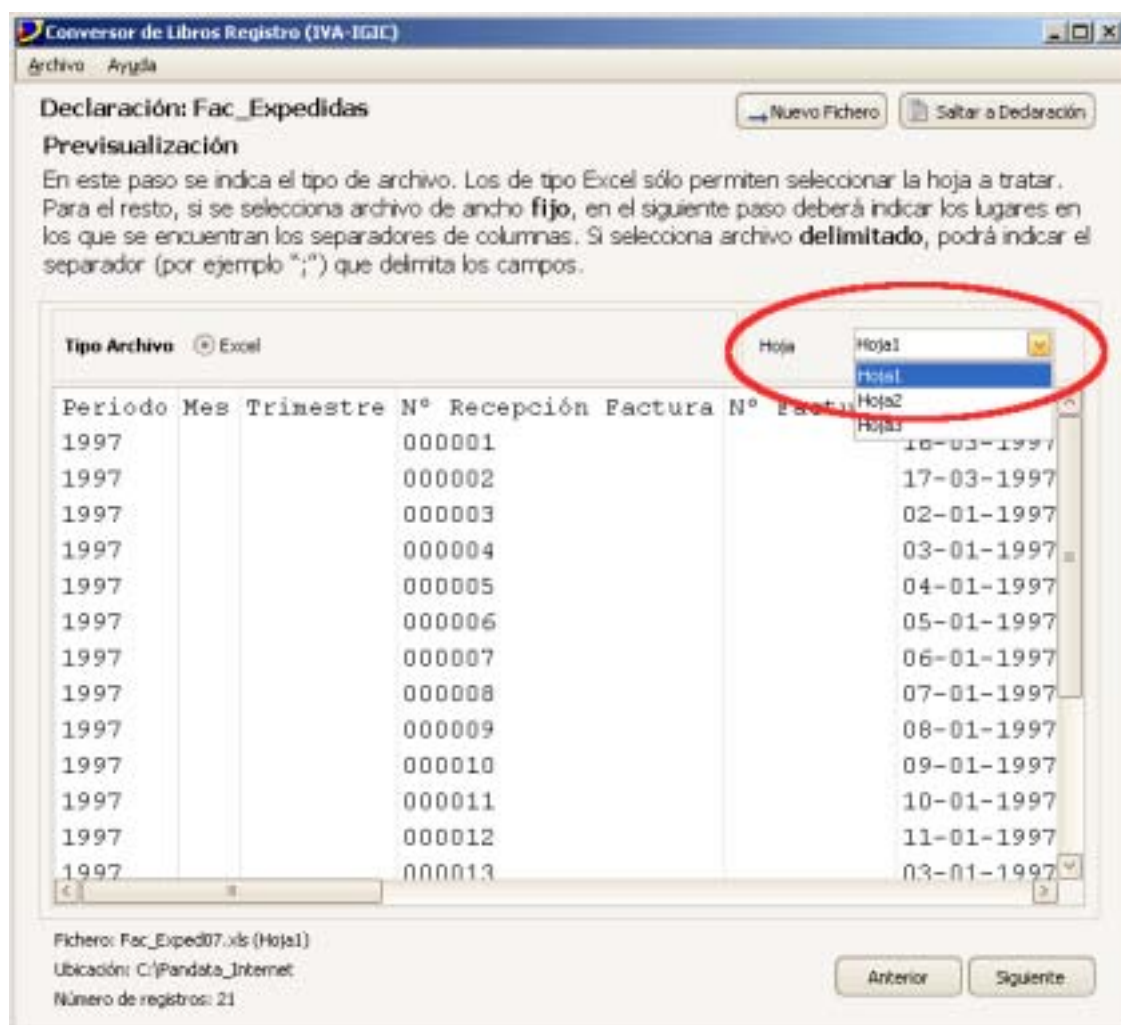 Conversor de Libros Registro (IVA-IGIC)
Archivo Ayuda
Declaración: Fac_Expedidas
Nuevo Fichero
Saltar a Declaración
Previsualización
En este paso se indica el tipo de archivo. Los de tipo Excel sólo permiten seleccionar la hoja a tratar.
Para el resto, si se selecciona archivo de ancho fijo, en el siguiente paso deberá indicar los lugares en
los que se encuentran los separadores de columnas. Si selecciona archivo delimitado, podrá indicar el
separador (por ejemplo ";") que delimita los campos.
Tipo Archivo Excel
Hoja Hoja1
Hoja1
Hoja2
Hoja3
Periodo Mes Trimestre Nº Recepción Factura Nº Factu
1997 000001 16-03-1997
1997 000002 17-03-1997
1997 000003 02-01-1997
1997 000004 03-01-1997
1997 000005 04-01-1997
1997 000006 05-01-1997
1997 000007 06-01-1997
1997 000008 07-01-1997
1997 000009 08-01-1997
1997 000010 09-01-1997
1997 000011 10-01-1997
1997 000012 11-01-1997
1997 000013 03-01-1997
Fichero: Fac_Exped07.xls (Hoja1)
Ubicación: C:\Pandata_Internet
Número de registros: 21
Anterior
Siguiente